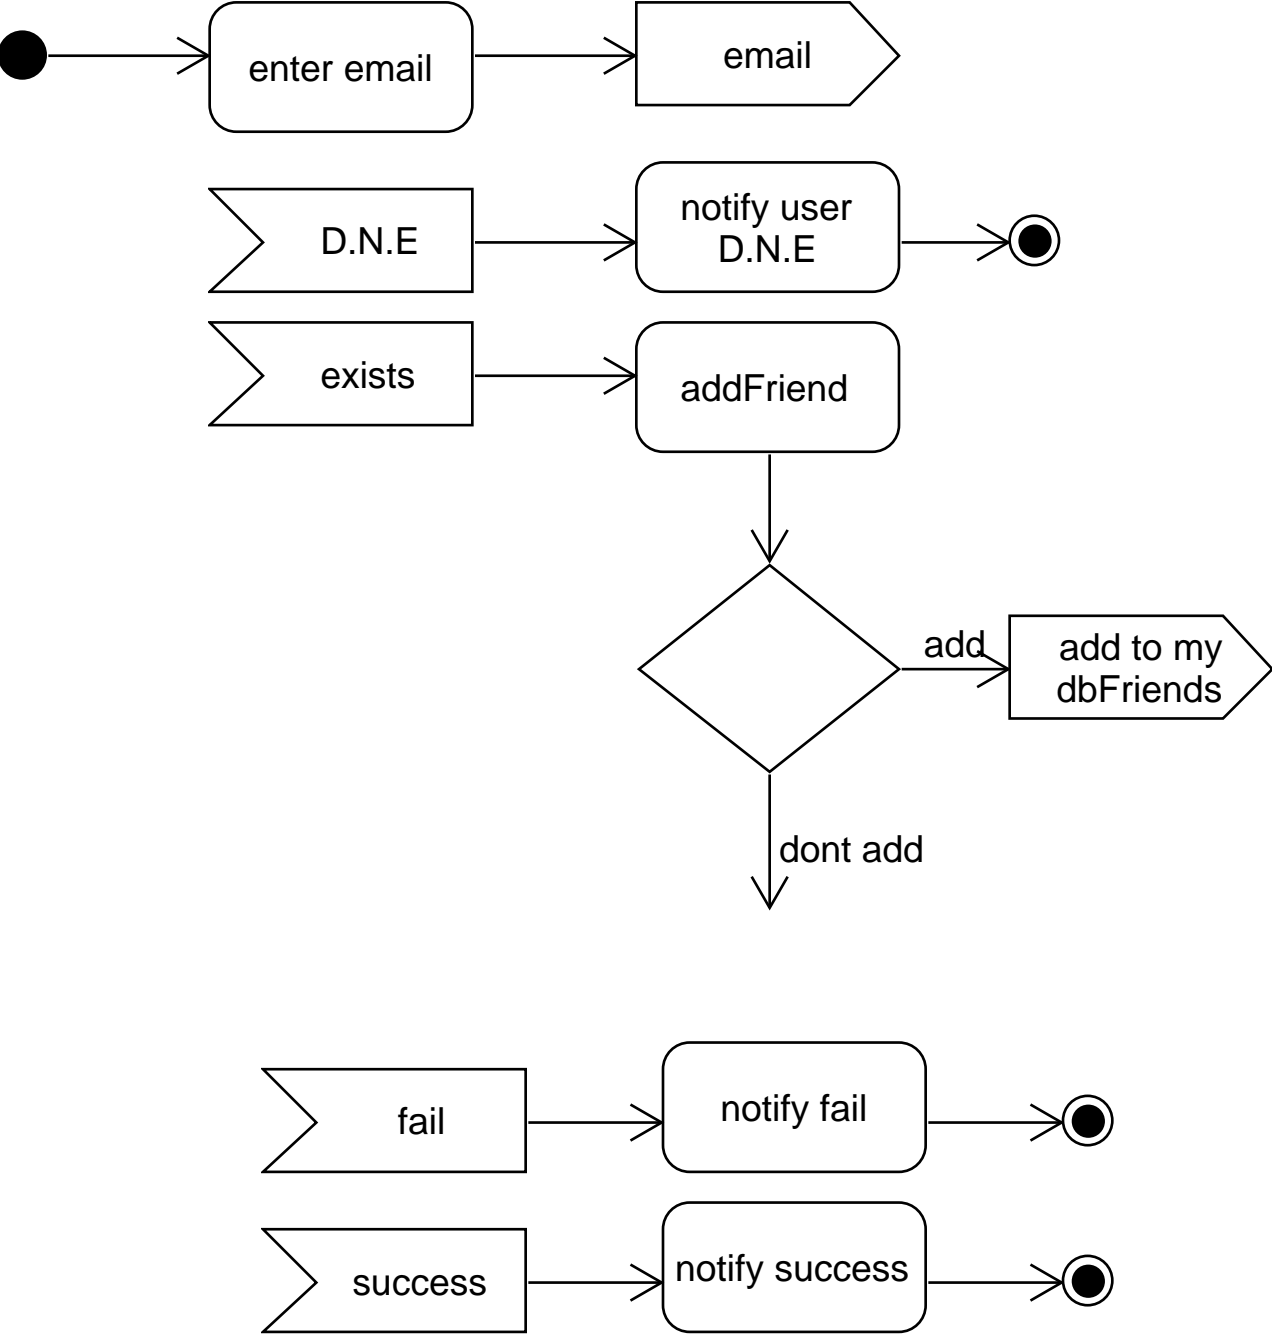 enter email
email
D.N.E
notify user
D.N.E
exists
addFriend
add
add to my
dbFriends
dont add
fail
notify fail
success
notify success